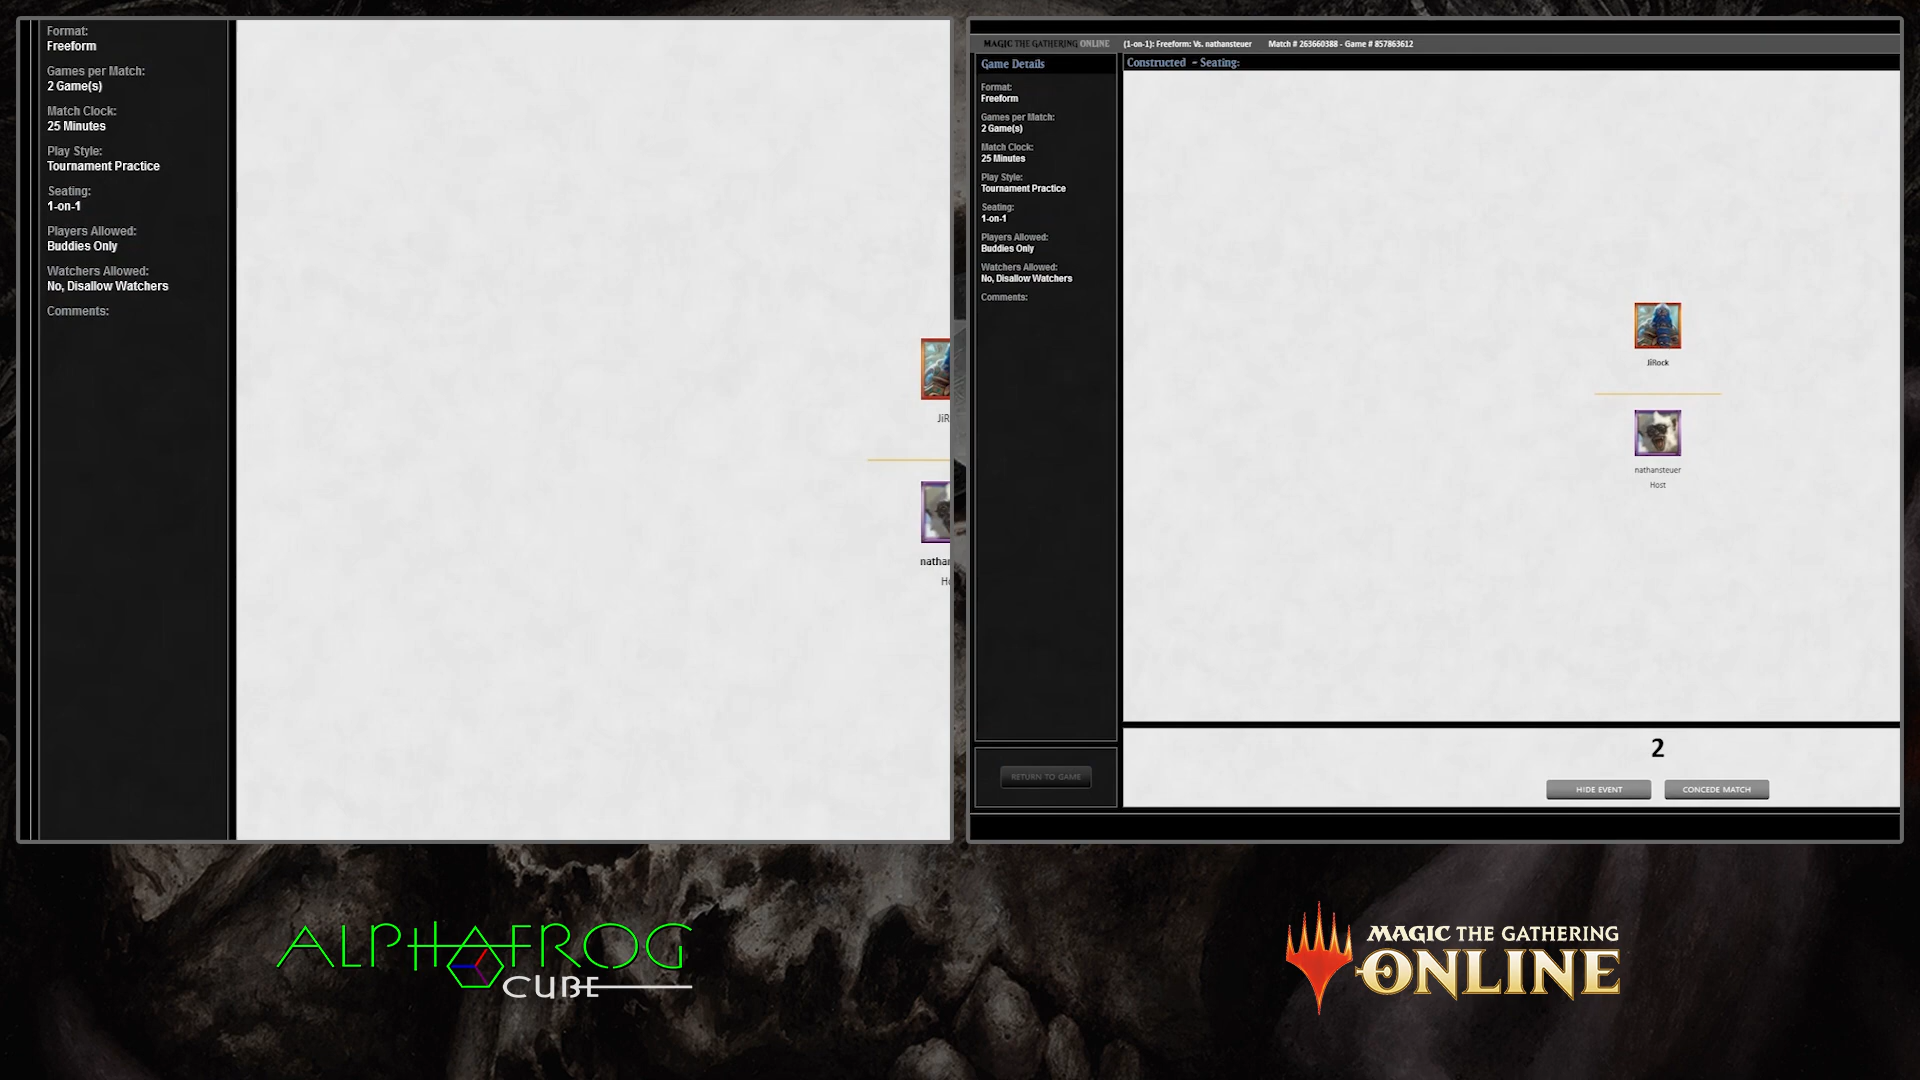 Format:
Freeform
Games per Match:
2 Game(s)
Match Clock:
25 Minutes
Play Style:
Tournament Practice
Seating:
1-on-1
Players Allowed:
Buddies Only
Watchers Allowed:
No, Disallow Watchers
Comments:
JiR
nathan
Ho
MAGIC THE GATHERING ONLINE (1-on-1): Freeform: Vs. nathansteuer Match # 263660388 - Game # 857863612
Game Details
Constructed - Seating:
Format:
Freeform
Games per Match:
2 Game(s)
Match Clock:
25 Minutes
Play Style:
Tournament Practice
Seating:
1-on-1
Players Allowed:
Buddies Only
Watchers Allowed:
No, Disallow Watchers
Comments:
JiRock
nathansteuer
Host
2
RETURN TO GAME
HIDE EVENT CONCEDE MATCH
ALPHAFROG
CUBE
MAGIC THE GATHERING
ONLINE